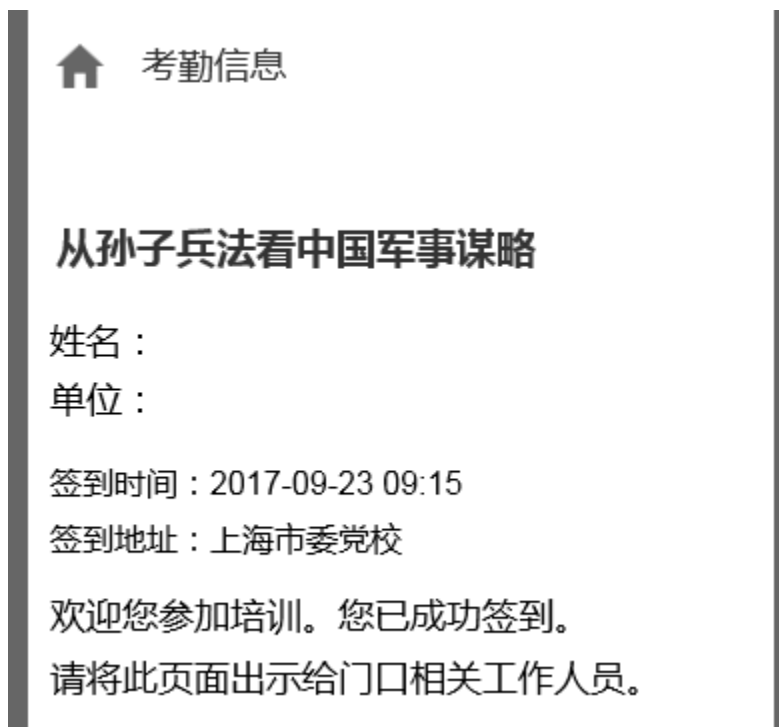 考勤信息
从孙子兵法看中国军事谋略
姓名：
单位：
签到时间：2017-09-23 09:15
签到地址：上海市委党校
欢迎您参加培训。您已成功签到。
请将此页面出示给门口相关工作人员。